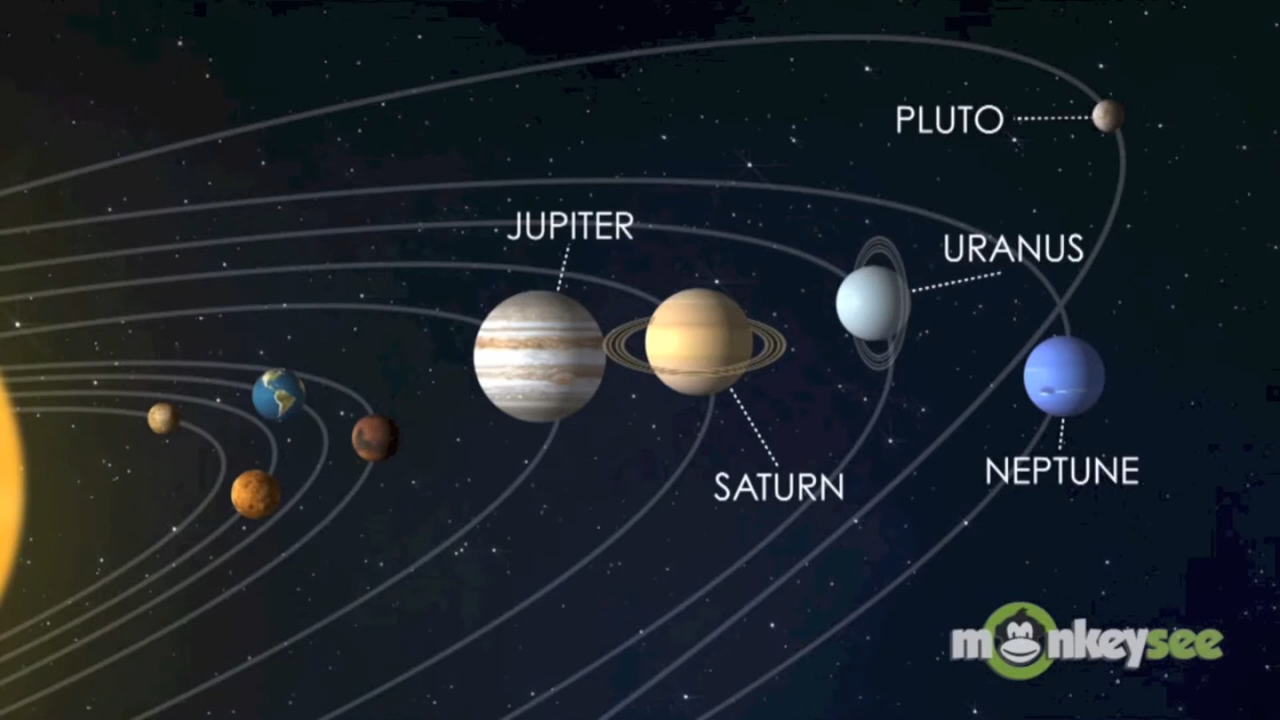 PLUTO
JUPITER
URANUS
NEPTUNE
SATURN
monkeysee